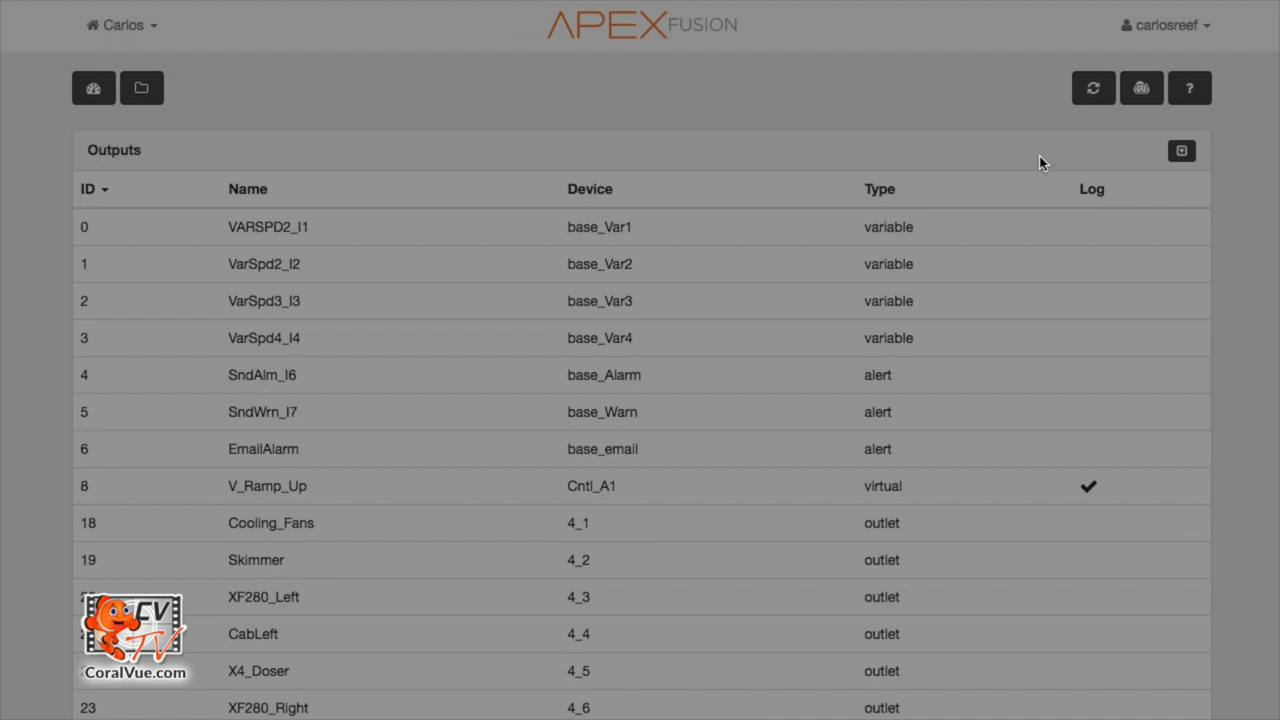 Carlos
APEX FUSION
carlosreef
?
Outputs
ID Name Device Type Log
0 VARSPD2_I1 base_Var1 variable
1 VarSpd2_I2 base_Var2 variable
2 VarSpd3_I3 base_Var3 variable
3 VarSpd4_I4 base_Var4 variable
4 SndAlm_I6 base_Alarm alert
5 SndWrn_I7 base_Warn alert
6 EmailAlarm base_email alert
8 V_Ramp_Up Cntl_A1 virtual
18 Cooling_Fans 4_1 outlet
19 Skimmer 4_2 outlet
XF280_Left 4_3 outlet
CabLeft 4_4 outlet
X4_Doser 4_5 outlet
23 XF280_Right 4_6 outlet
CV
TV
CoralVue.com